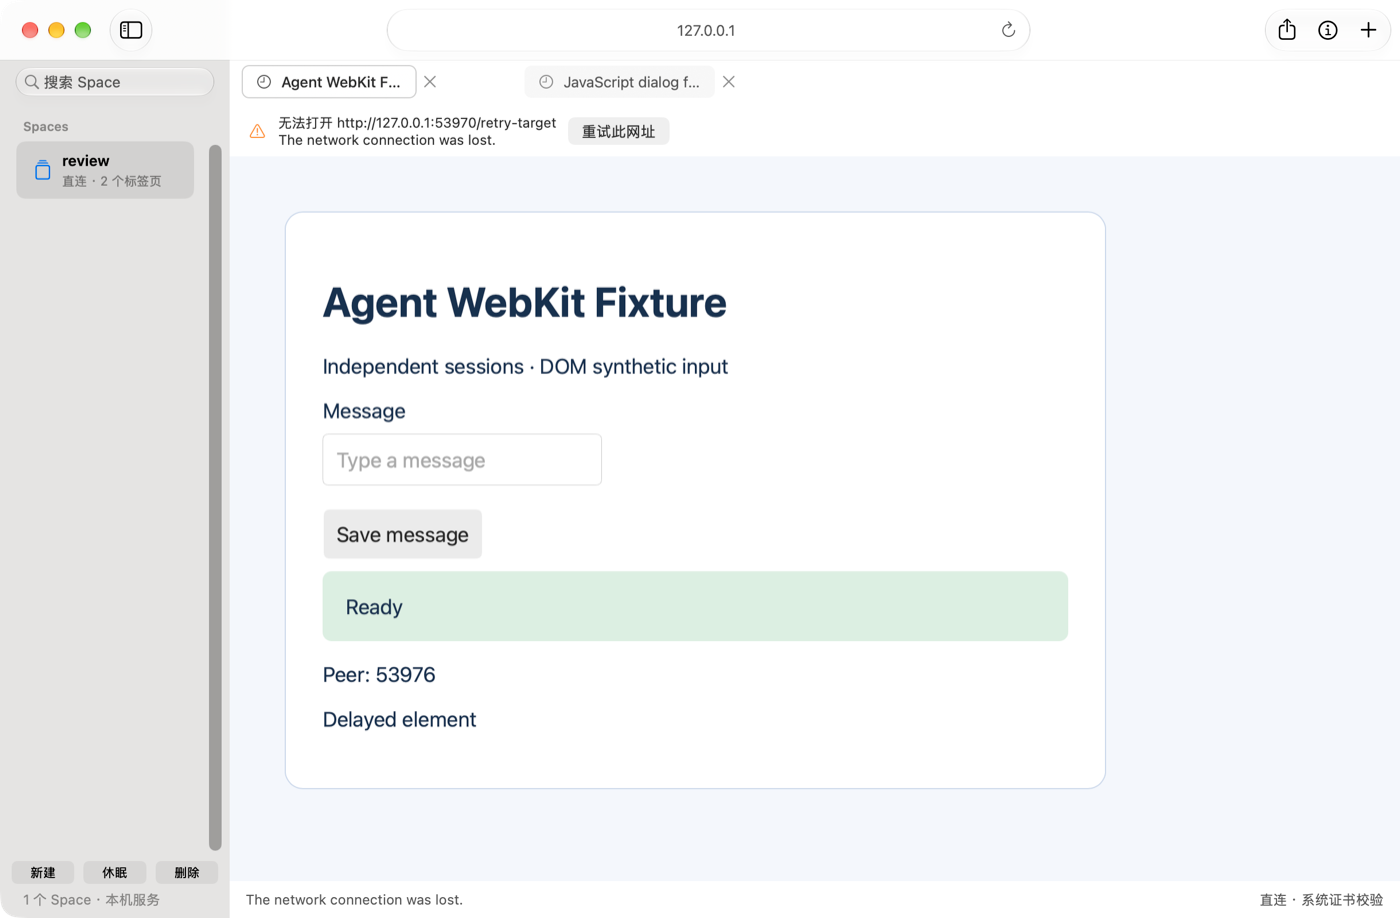 127.0.0.1
搜索 Space
Agent WebKit F...
JavaScript dialog f...
Spaces
无法打开 http://127.0.0.1:53970/retry-target
The network connection was lost.
重试此网址
review
直连 · 2 个标签页
Agent WebKit Fixture
Independent sessions · DOM synthetic input
Message
Type a message
Save message
Ready
Peer: 53976
Delayed element
新建
休眠
删除
1 个 Space · 本机服务
The network connection was lost.
直连 · 系统证书校验